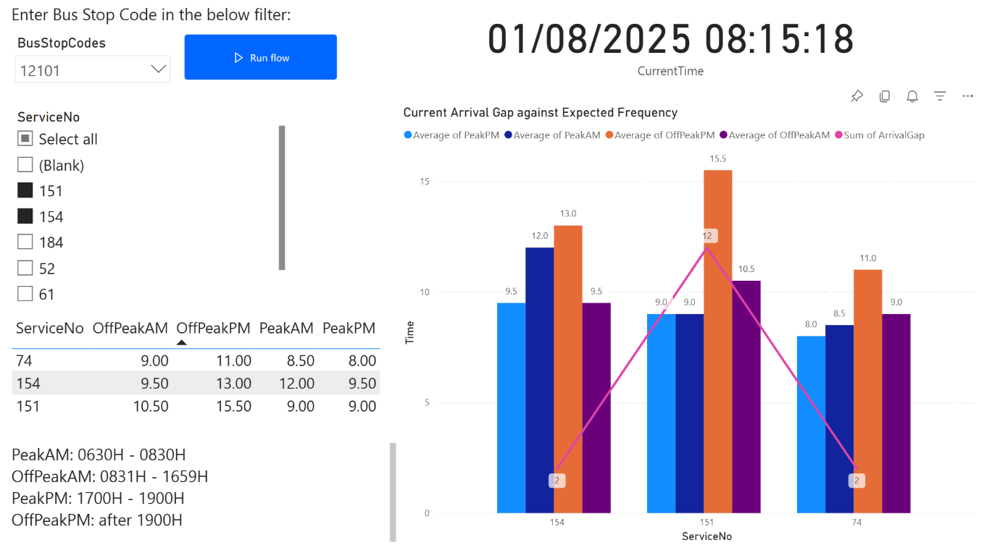 Enter Bus Stop Code in the below filter:
BusStopCodes
12101
Run flow
ServiceNo
Select all
(Blank)
151
154
184
52
61
ServiceNo OffPeakAM OffPeakPM PeakAM PeakPM
74 9.00 11.00 8.50 8.00
154 9.50 13.00 12.00 9.50
151 10.50 15.50 9.00 9.00
PeakAM: 0630H - 0830H
OffPeakAM: 0831H - 1659H
PeakPM: 1700H - 1900H
OffPeakPM: after 1900H
01/08/2025 08:15:18
CurrentTime
Current Arrival Gap against Expected Frequency
Average of PeakPM Average of PeakAM Average of OffPeakPM Average of OffPeakAM Sum of ArrivalGap
15.5
15
13.0
12.0
12
11.0
10.5
10
9.5
9.5
9.0
9.0
9.0
8.5
8.0
Time
5
2
2
0
154 151 74
ServiceNo